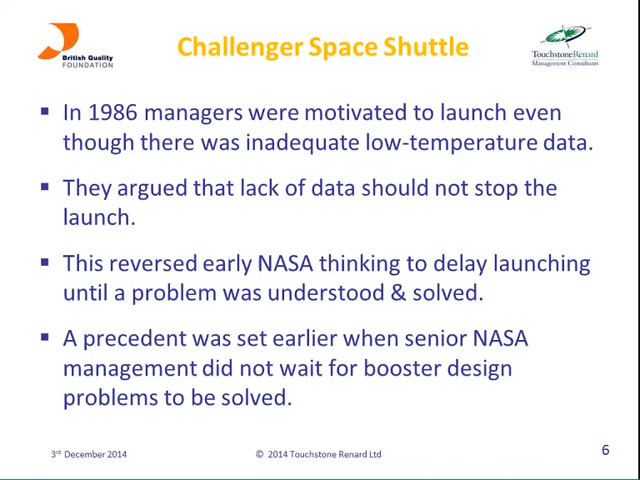 British Quality
FOUNDATION
Challenger Space Shuttle
TouchstoneRenard
Management Consultants
▪ In 1986 managers were motivated to launch even
though there was inadequate low-temperature data.
▪ They argued that lack of data should not stop the
launch.
▪ This reversed early NASA thinking to delay launching
until a problem was understood & solved.
▪ A precedent was set earlier when senior NASA
management did not wait for booster design
problems to be solved.
3rd December 2014
© 2014 Touchstone Renard Ltd
6